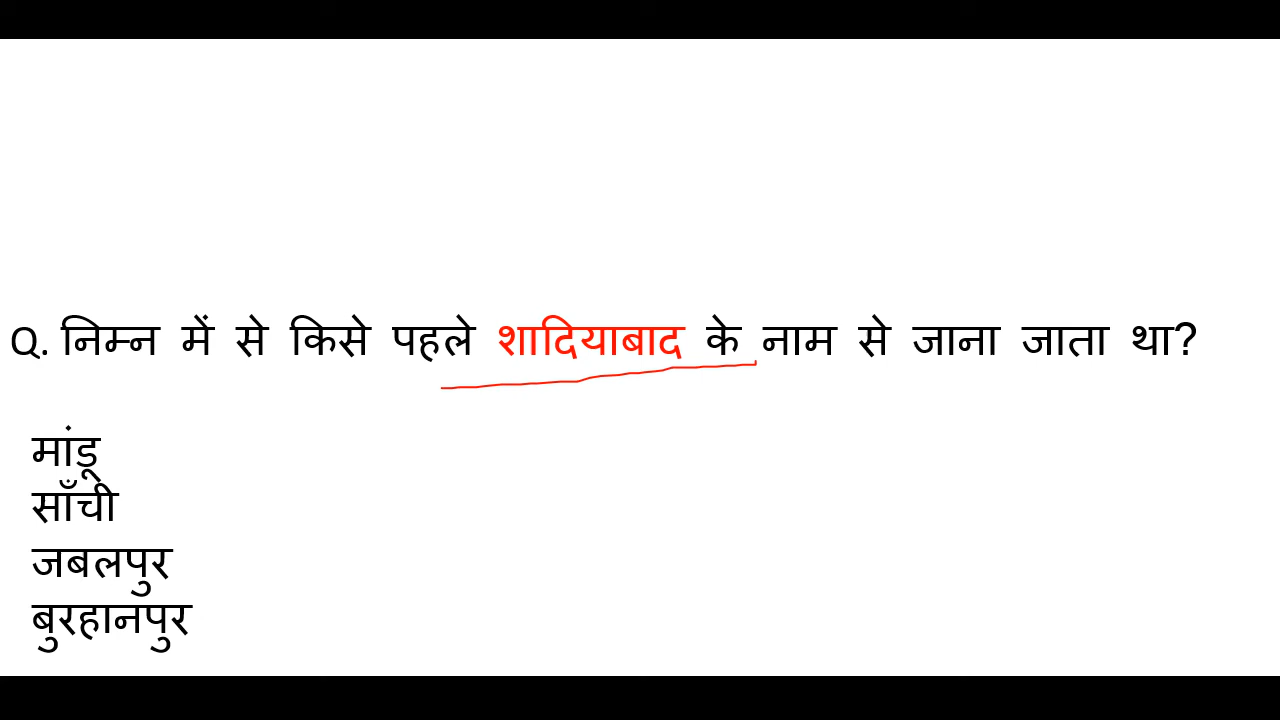 Q. निम्न में से किसे पहले शादियाबाद के नाम से जाना जाता था?
मांडू
साँची
जबलपुर
बुरहानपुर